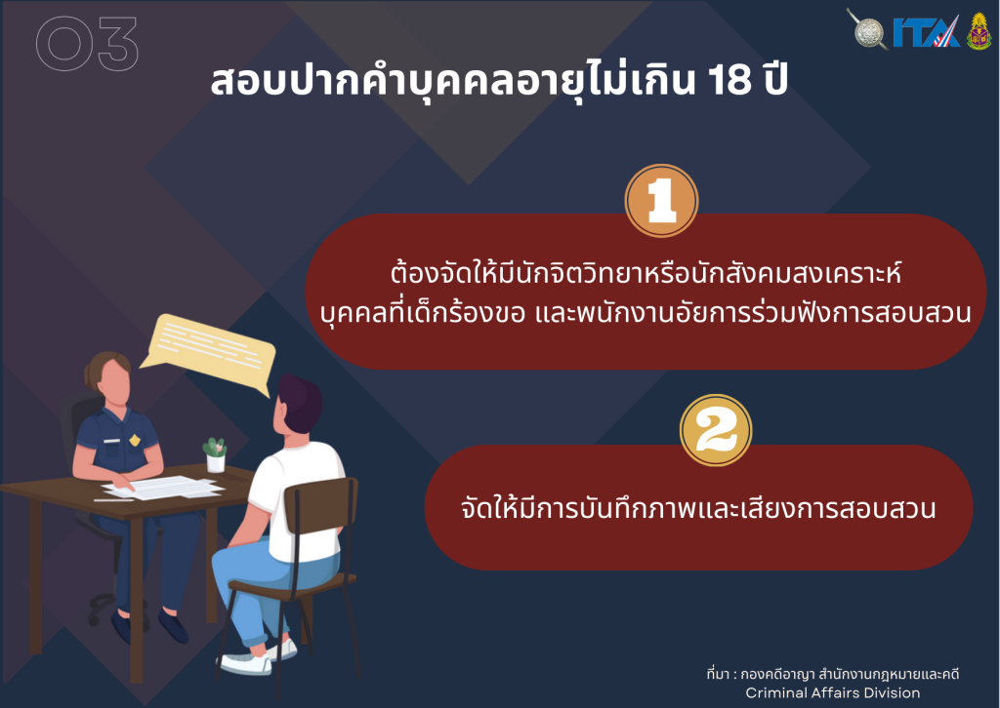 03
สอบปากคำบุคคลอายุไม่เกิน 18 ปี
ITA
1
ต้องจัดให้มีนักจิตวิทยาหรือนักสังคมสงเคราะห์
บุคคลที่เด็กร้องขอ และพนักงานอัยการร่วมฟังการสอบสวน
2
จัดให้มีการบันทึกภาพและเสียงการสอบสวน
ที่มา : กองคดีอาญา สำนักงานกฎหมายและคดี
Criminal Affairs Division